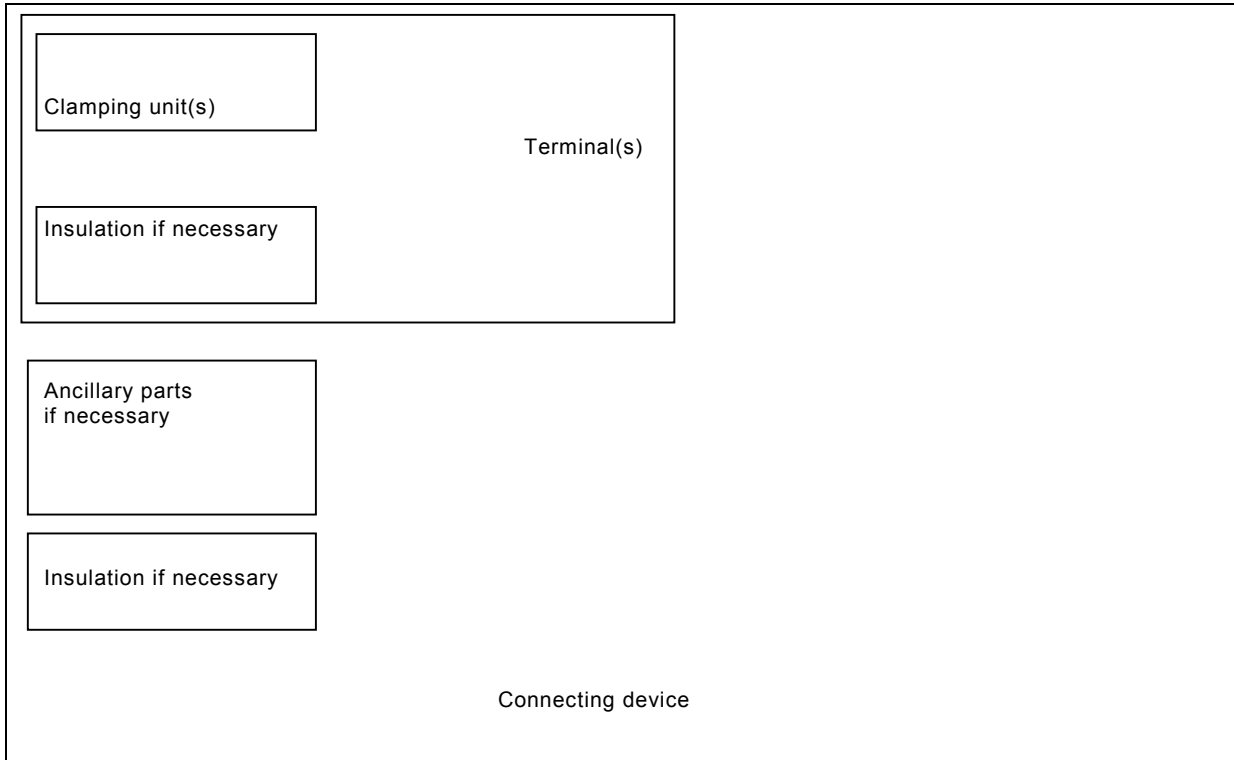 Clamping unit(s)
Terminal(s)
Insulation if necessary
Ancillary parts
if necessary
Insulation if necessary
Connecting device